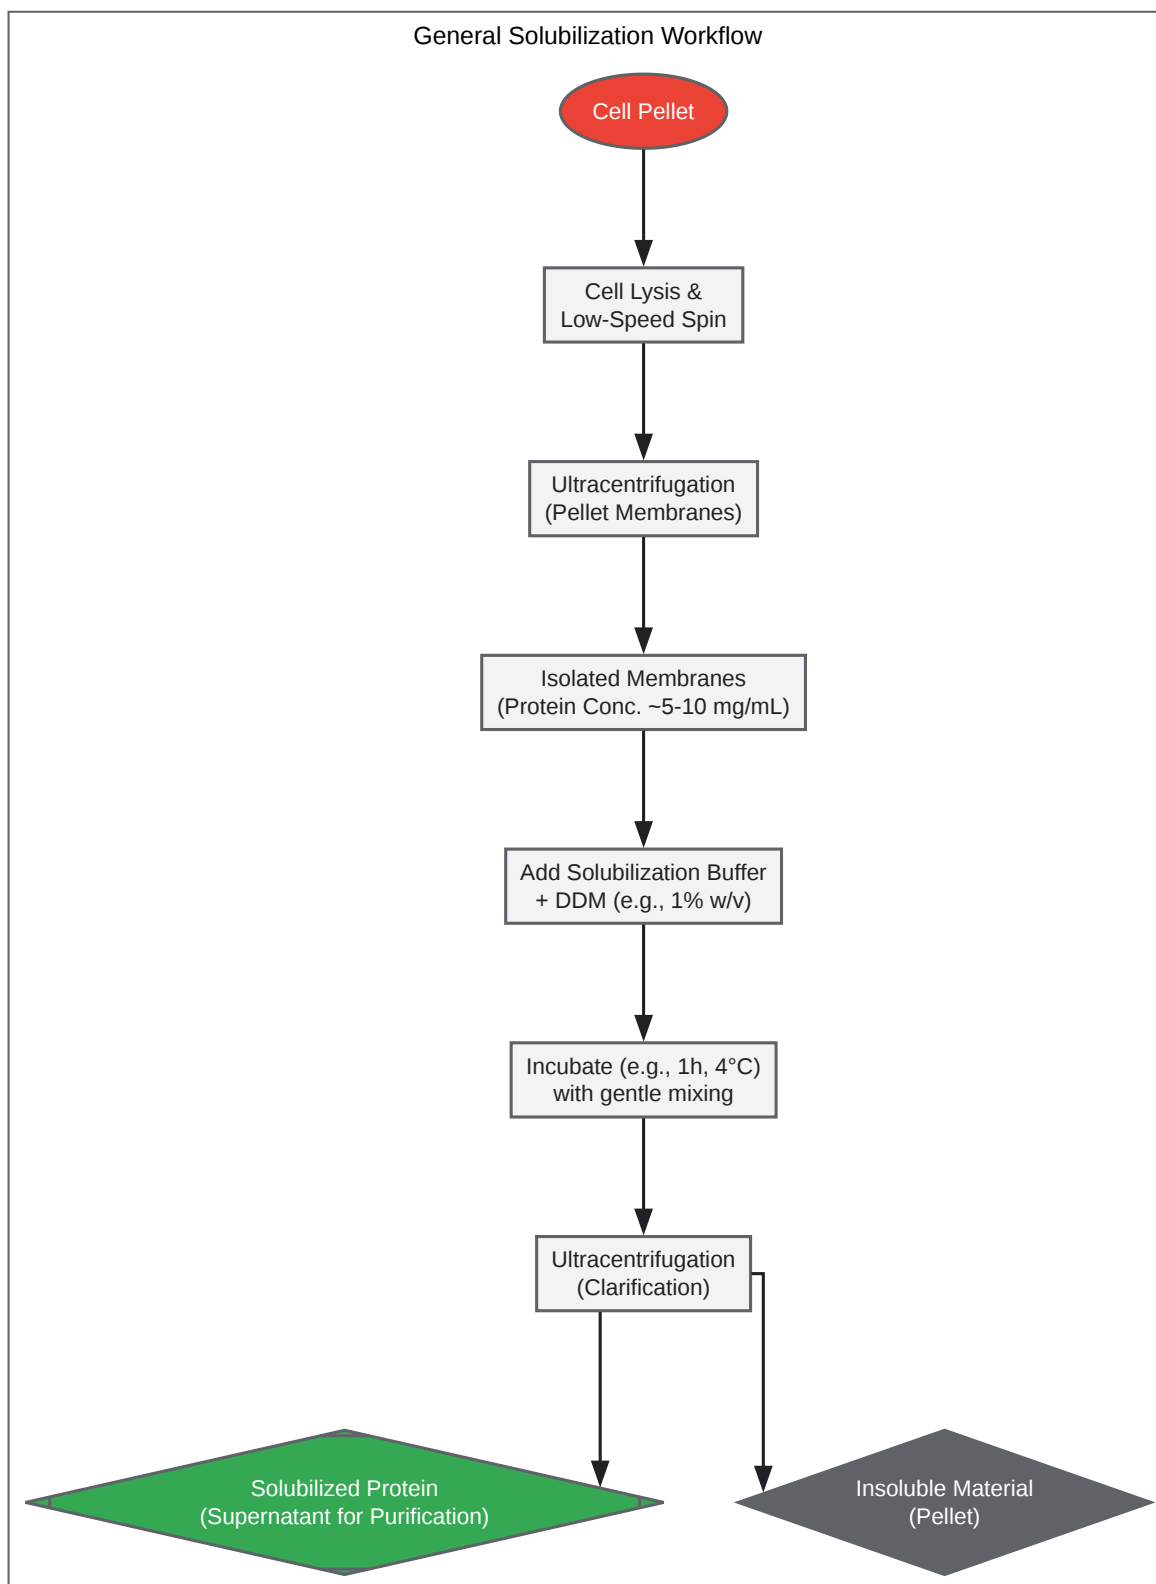 General Solubilization Workflow
Cell Pellet
Cell Lysis &
Low-Speed Spin
Ultracentrifugation
(Pellet Membranes)
Isolated Membranes
(Protein Conc. ~5-10 mg/mL)
Add Solubilization Buffer
+ DDM (e.g., 1% w/v)
Incubate (e.g., 1h, 4°C)
with gentle mixing
Ultracentrifugation
(Clarification)
Solubilized Protein
(Supernatant for Purification)
Insoluble Material
(Pellet)